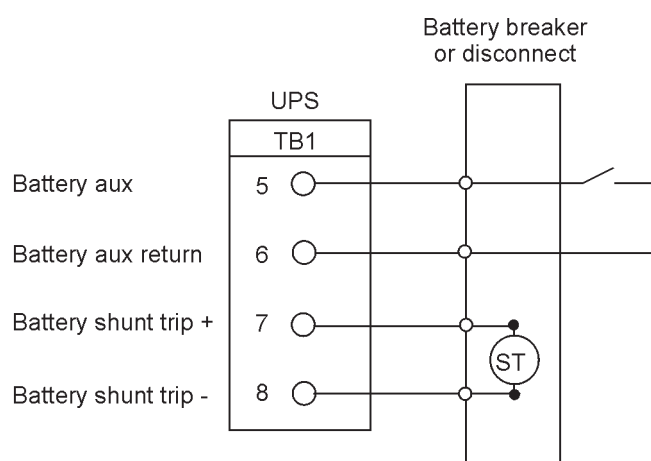 Battery breaker
or disconnect
UPS
TB1
Battery aux 5
Battery aux return 6
Battery shunt trip + 7
ST
Battery shunt trip - 8